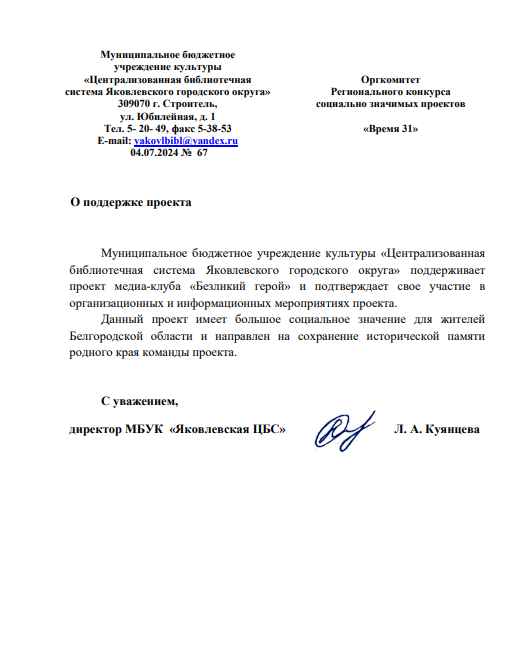 Муниципальное бюджетное
учреждение культуры
«Централизованная библиотечная
система Яковлевского городского округа»
309070 г. Строитель,
ул. Юбилейная, д. 1
Тел. 5- 20- 49, факс 5-38-53
E-mail: yakovlbibl@yandex.ru
04.07.2024 № 67
Оргкомитет
Регионального конкурса
социально значимых проектов
«Время 31»
О поддержке проекта
Муниципальное бюджетное учреждение культуры «Централизованная
библиотечная система Яковлевского городского округа» поддерживает
проект медиа-клуба «Безликий герой» и подтверждает свое участие в
организационных и информационных мероприятиях проекта.
Данный проект имеет большое социальное значение для жителей
Белгородской области и направлен на сохранение исторической памяти
родного края команды проекта.
С уважением,
директор МБУК «Яковлевская ЦБС» Л. А. Куянцева